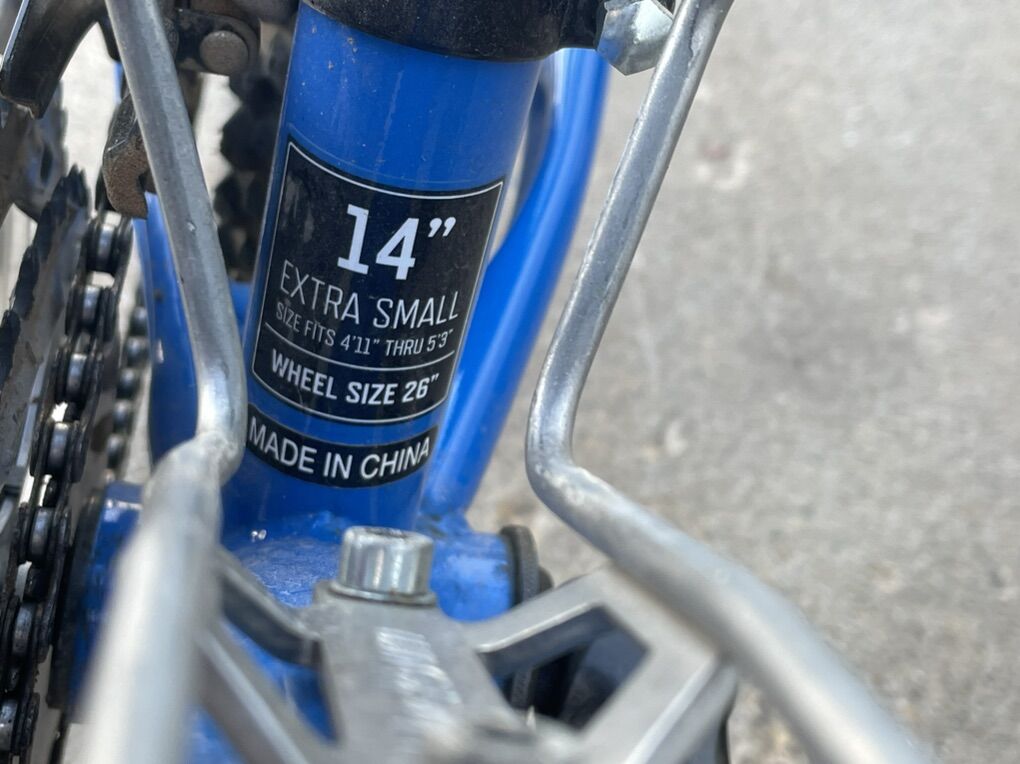 14”
EXTRA SMALL
SIZE FITS 4'11" THRU 5'3"
WHEEL SIZE 26”
MADE IN CHINA